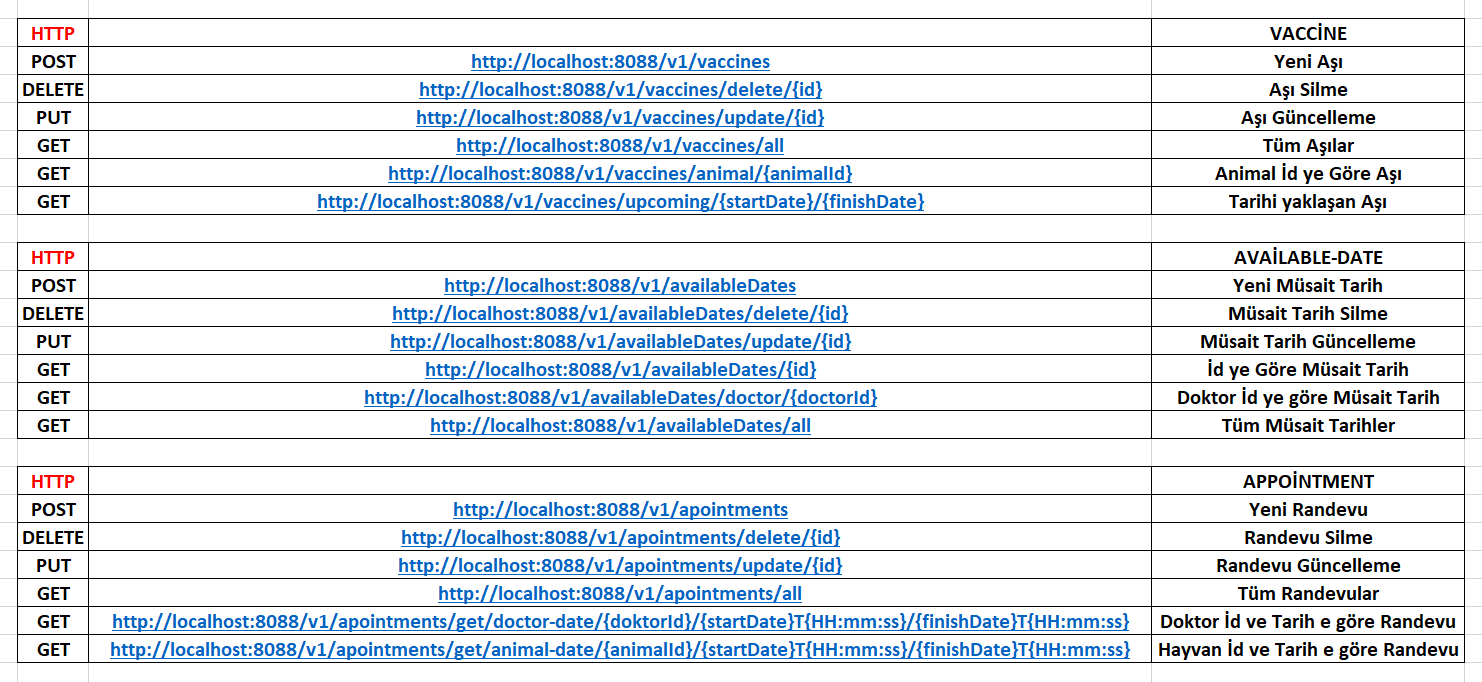 HTTP VACCİNE
POST http://localhost:8088/v1/vaccines Yeni Aşı
DELETE http://localhost:8088/v1/vaccines/delete/{id} Aşı Silme
PUT http://localhost:8088/v1/vaccines/update/{id} Aşı Güncelleme
GET http://localhost:8088/v1/vaccines/all Tüm Aşılar
GET http://localhost:8088/v1/vaccines/animal/{animalId} Animal İd ye Göre Aşı
GET http://localhost:8088/v1/vaccines/upcoming/{startDate}/{finishDate} Tarihi yaklaşan Aşı
HTTP AVAİLABLE-DATE
POST http://localhost:8088/v1/availableDates Yeni Müsait Tarih
DELETE http://localhost:8088/v1/availableDates/delete/{id} Müsait Tarih Silme
PUT http://localhost:8088/v1/availableDates/update/{id} Müsait Tarih Güncelleme
GET http://localhost:8088/v1/availableDates/{id} İd ye Göre Müsait Tarih
GET http://localhost:8088/v1/availableDates/doctor/{doctorId} Doktor İd ye göre Müsait Tarih
GET http://localhost:8088/v1/availableDates/all Tüm Müsait Tarihler
HTTP APPOİNTMENT
POST http://localhost:8088/v1/apointments Yeni Randevu
DELETE http://localhost:8088/v1/apointments/delete/{id} Randevu Silme
PUT http://localhost:8088/v1/apointments/update/{id} Randevu Güncelleme
GET http://localhost:8088/v1/apointments/all Tüm Randevular
GET http://localhost:8088/v1/apointments/get/doctor-date/{doktorId}/{startDate}T{HH:mm:ss}/{finishDate}T{HH:mm:ss} Doktor İd ve Tarih e göre Randevu
GET http://localhost:8088/v1/apointments/get/animal-date/{animalId}/{startDate}T{HH:mm:ss}/{finishDate}T{HH:mm:ss} Hayvan İd ve Tarih e göre Randevu